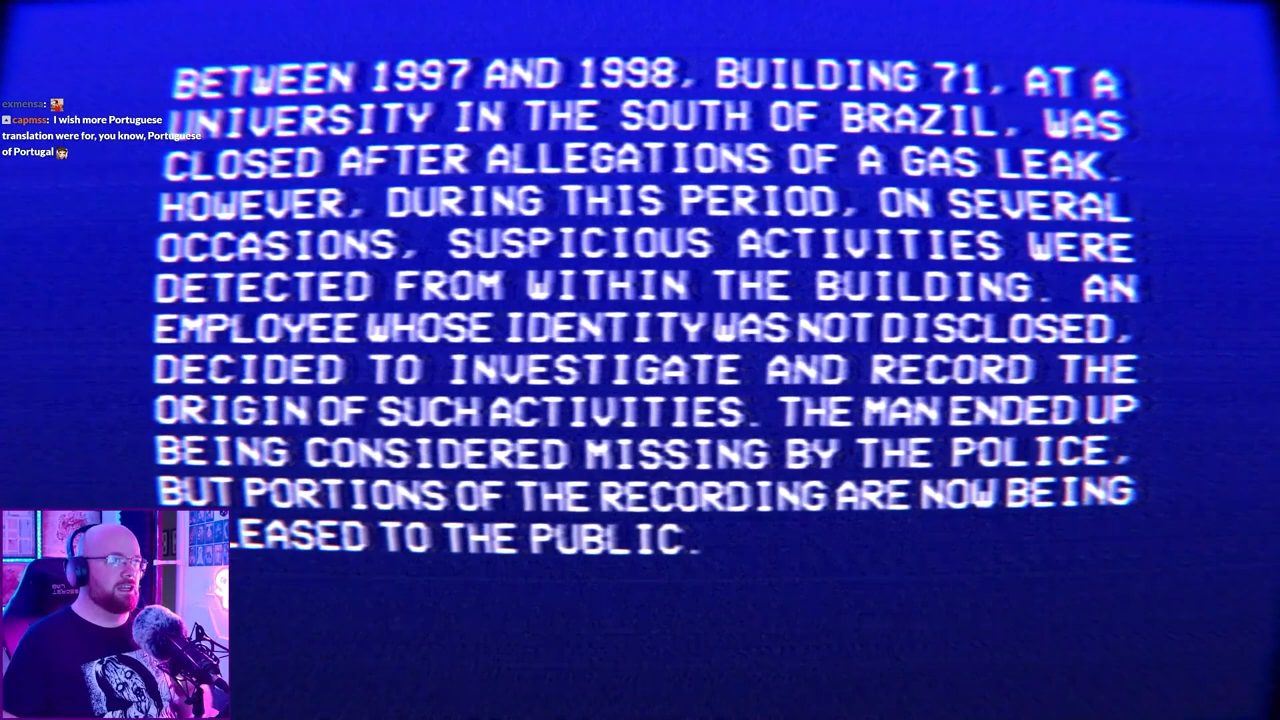 BETWEEN 1997 AND 1998, BUILDING 71, AT A
UNIVERSITY IN THE SOUTH OF BRAZIL, WAS
CLOSED AFTER ALLEGATIONS OF A GAS LEAK.
HOWEVER, DURING THIS PERIOD, ON SEVERAL
OCCASIONS, SUSPICIOUS ACTIVITIES WERE
DETECTED FROM WITHIN THE BUILDING. AN
EMPLOYEE WHOSE IDENTITY WAS NOT DISCLOSED,
DECIDED TO INVESTIGATE AND RECORD THE
ORIGIN OF SUCH ACTIVITIES. THE MAN ENDED UP
BEING CONSIDERED MISSING BY THE POLICE,
BUT PORTIONS OF THE RECORDING ARE NOW BEING
LEASED TO THE PUBLIC.
exmensa:
capmss: I wish more Portuguese
translation were for, you know, Portuguese
of Portugal